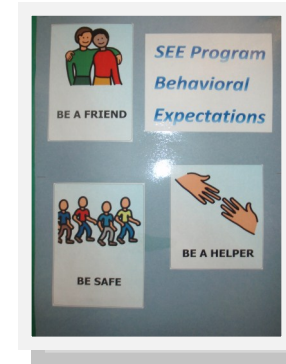 SEE Program
Behavioral
Expectations
BE A FRIEND
BE A HELPER
BE SAFE